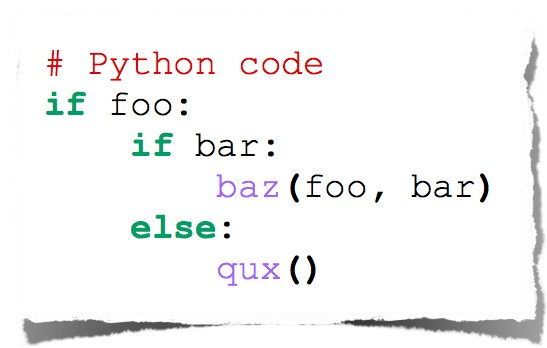 # Python code
if foo:
    if bar:
        baz(foo, bar)
    else:
        qux()